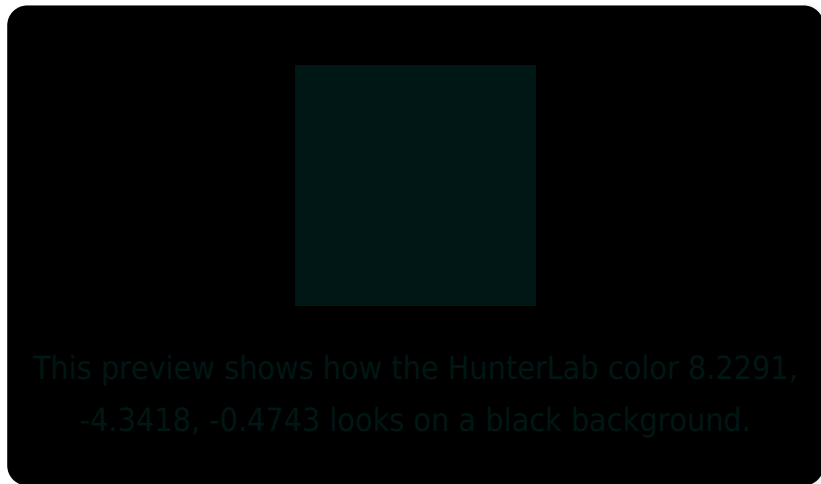 This preview shows how the HunterLab color 8.2291,
-4.3418, -0.4743 looks on a black background.